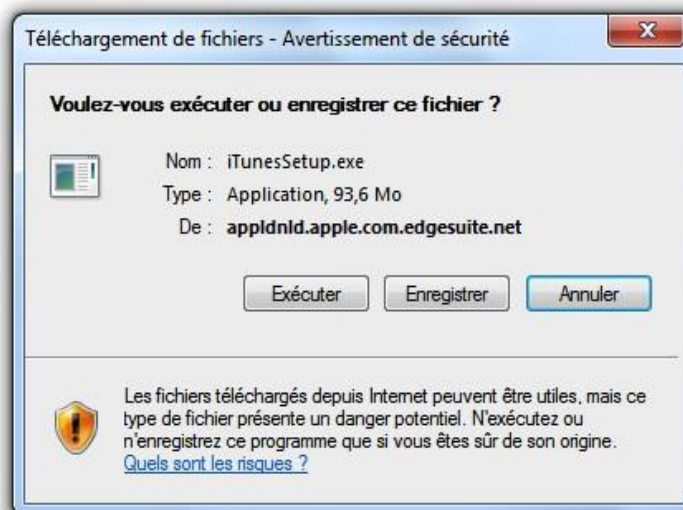 Téléchargement de fichiers - Avertissement de sécurité
Voulez-vous exécuter ou enregistrer ce fichier ?
Nom : iTunesSetup.exe
Type : Application, 93,6 Mo
De : appldnld.apple.com.edgesuite.net
Exécuter Enregistrer Annuler
Les fichiers téléchargés depuis Internet peuvent être utiles, mais ce
type de fichier présente un danger potentiel. N'exécutez ou
n'enregistrez ce programme que si vous êtes sûr de son origine.
Quels sont les risques ?